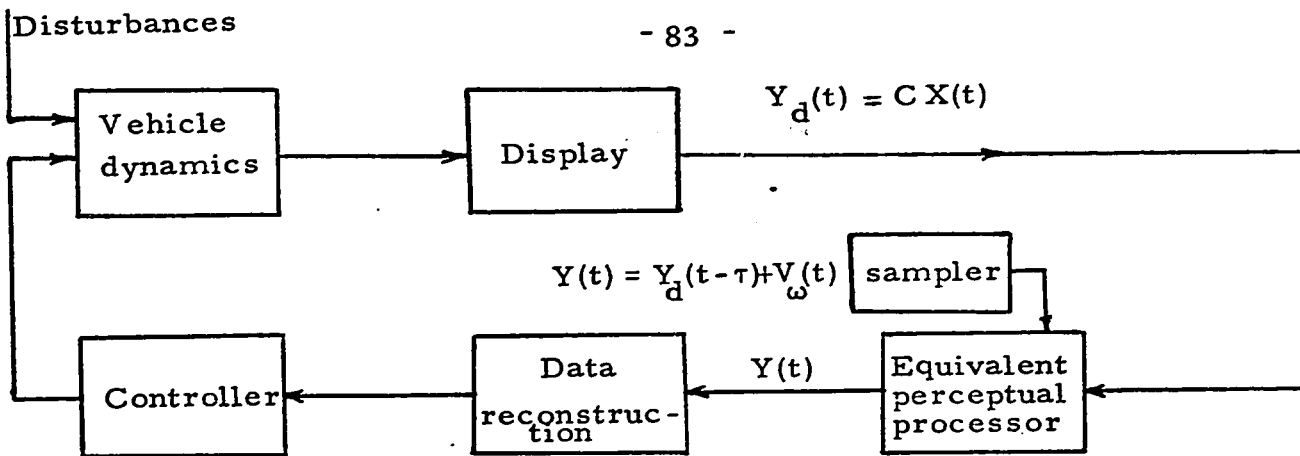 Disturbances
- 83 -
Vehicle
dynamics
Display
Y_d(t) = C X(t)
Y(t) = Y_d(t-τ)+V_ω(t)
sampler
Controller
Data
reconstruc-
tion
Y(t)
Equivalent
perceptual
processor